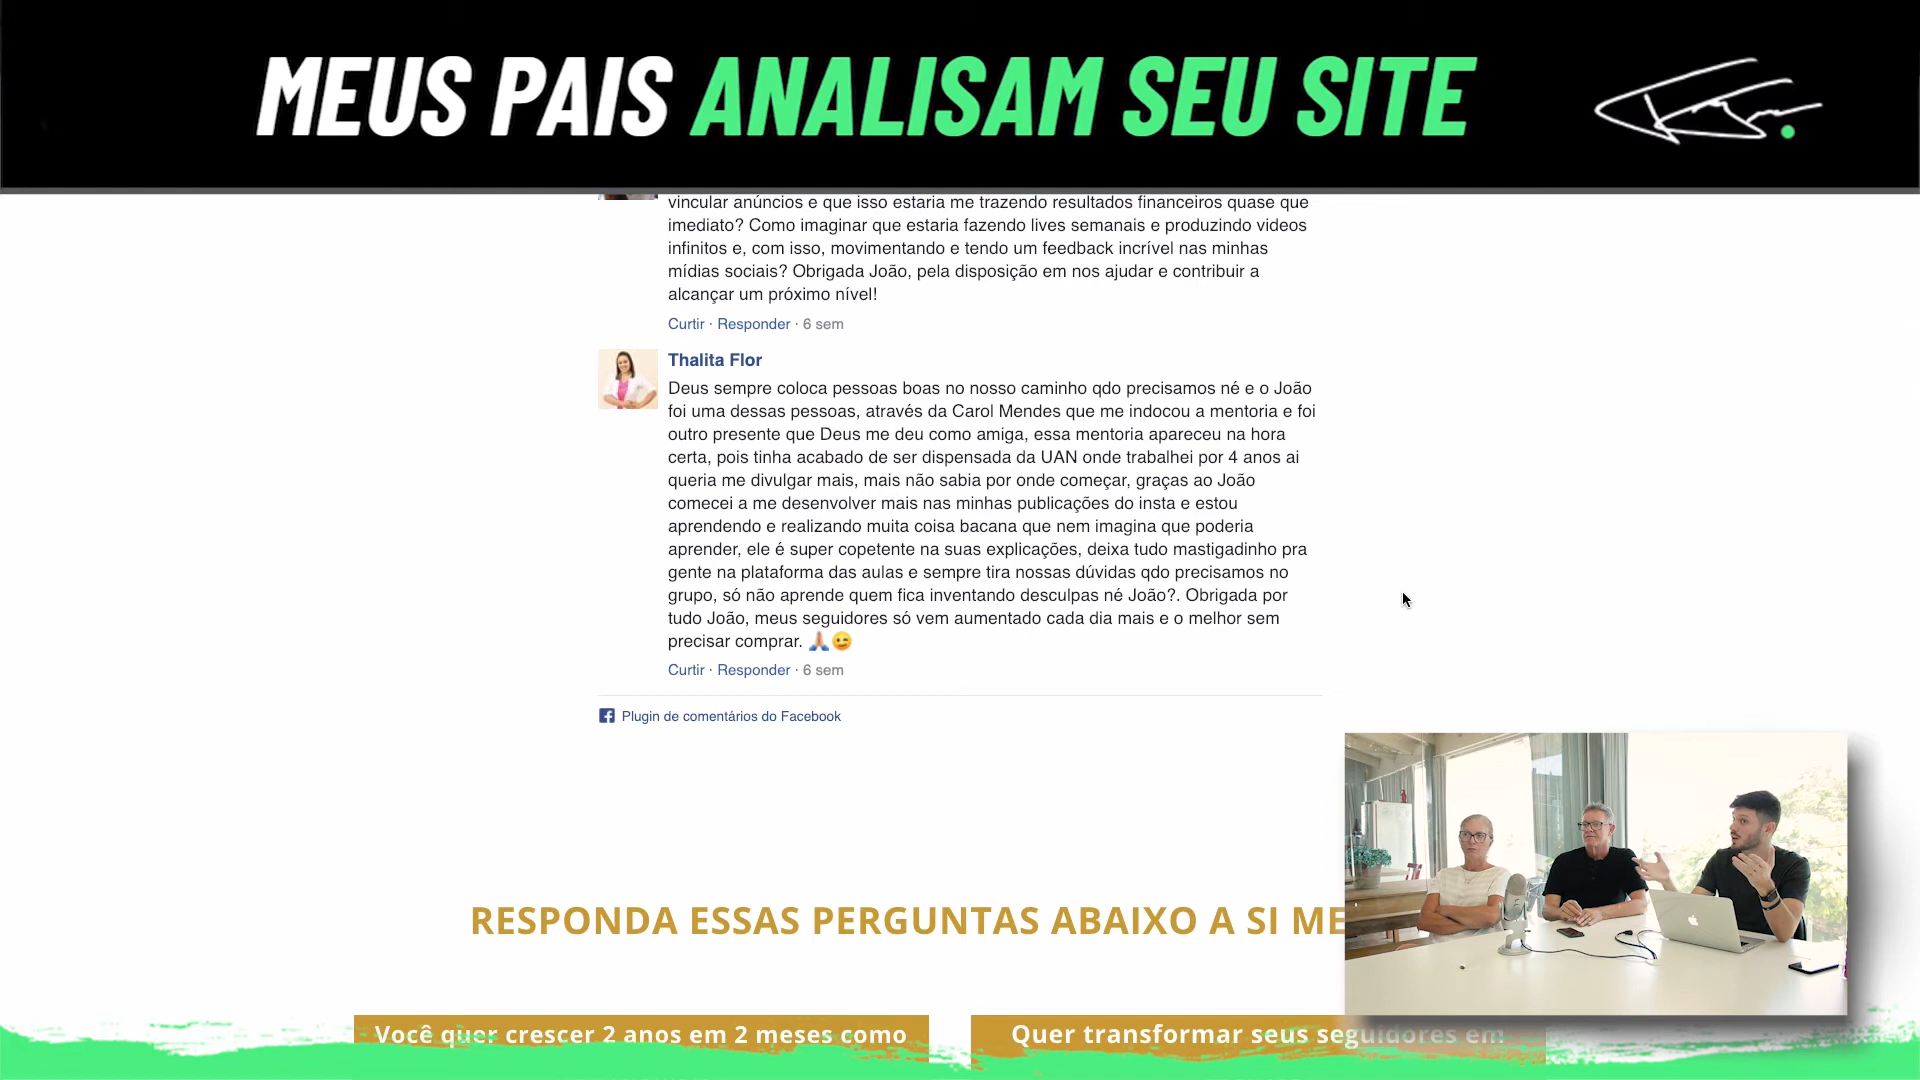 MEUS PAIS ANALISAM SEU SITE
vincular anúncios e que isso estaria me trazendo resultados financeiros quase que
imediato? Como imaginar que estaria fazendo lives semanais e produzindo videos
infinitos e, com isso, movimentando e tendo um feedback incrível nas minhas
mídias sociais? Obrigada João, pela disposição em nos ajudar e contribuir a
alcançar um próximo nível!
Curtir · Responder · 6 sem
Thalita Flor
Deus sempre coloca pessoas boas no nosso caminho qdo precisamos né e o João
foi uma dessas pessoas, através da Carol Mendes que me indocou a mentoria e foi
outro presente que Deus me deu como amiga, essa mentoria apareceu na hora
certa, pois tinha acabado de ser dispensada da UAN onde trabalhei por 4 anos ai
queria me divulgar mais, mais não sabia por onde começar, graças ao João
comecei a me desenvolver mais nas minhas publicações do insta e estou
aprendendo e realizando muita coisa bacana que nem imagina que poderia
aprender, ele é super copetente na suas explicações, deixa tudo mastigadinho pra
gente na plataforma das aulas e sempre tira nossas dúvidas qdo precisamos no
grupo, só não aprende quem fica inventando desculpas né João?. Obrigada por
tudo João, meus seguidores só vem aumentado cada dia mais e o melhor sem
precisar comprar. 🙏😉
Curtir · Responder · 6 sem
Plugin de comentários do Facebook
RESPONDA ESSAS PERGUNTAS ABAIXO A SI ME
Você quer crescer 2 anos em 2 meses como
Quer transformar seus seguidores em